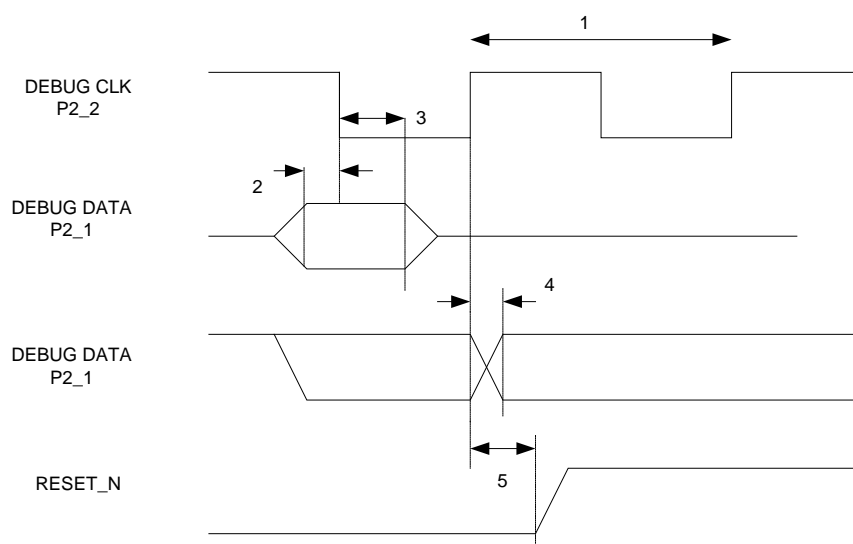 1
DEBUG CLK
P2_2
3
2
DEBUG DATA
P2_1
4
DEBUG DATA
P2_1
5
RESET_N